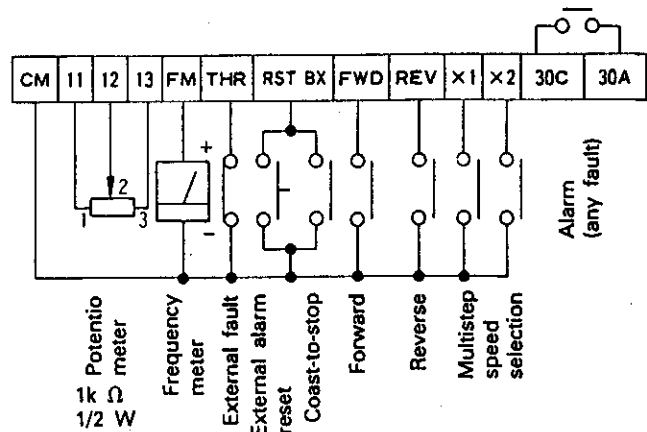 CM 11 12 13 FM THR RST BX FWD REV ×1 ×2 30C 30A
+
-
1 2 3
Potentio
meter
1k Ω
1/2 W
Frequency
meter
External fault
External alarm
reset
Coast-to-stop
Forward
Reverse
Multistep
speed
selection
Alarm
(any fault)